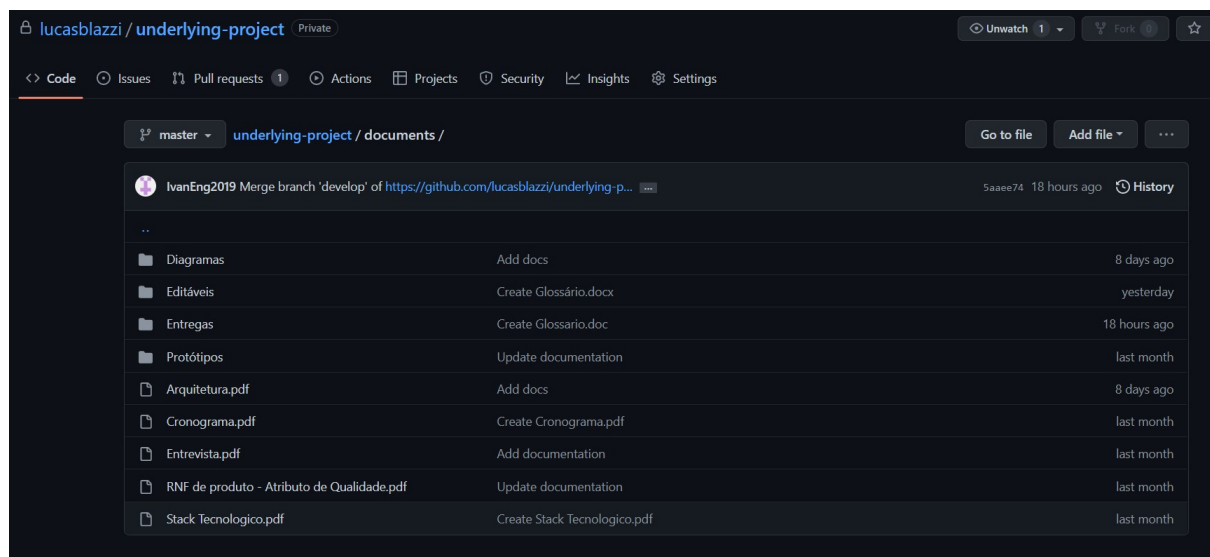 lucasblazzi / underlying-project Private Unwatch 1 Fork 0
<> Code Issues Pull requests 1 Actions Projects Security Insights Settings
master underlying-project / documents / Go to file Add file ...
IvanEng2019 Merge branch 'develop' of https://github.com/lucasblazzi/underlying-p... ... 5aaee74 18 hours ago History
..
Diagramas Add docs 8 days ago
Editáveis Create Glossário.docx yesterday
Entregas Create Glossario.doc 18 hours ago
Protótipos Update documentation last month
Arquitetura.pdf Add docs 8 days ago
Cronograma.pdf Create Cronograma.pdf last month
Entrevista.pdf Add documentation last month
RNF de produto - Atributo de Qualidade.pdf Update documentation last month
Stack Tecnologico.pdf Create Stack Tecnologico.pdf last month